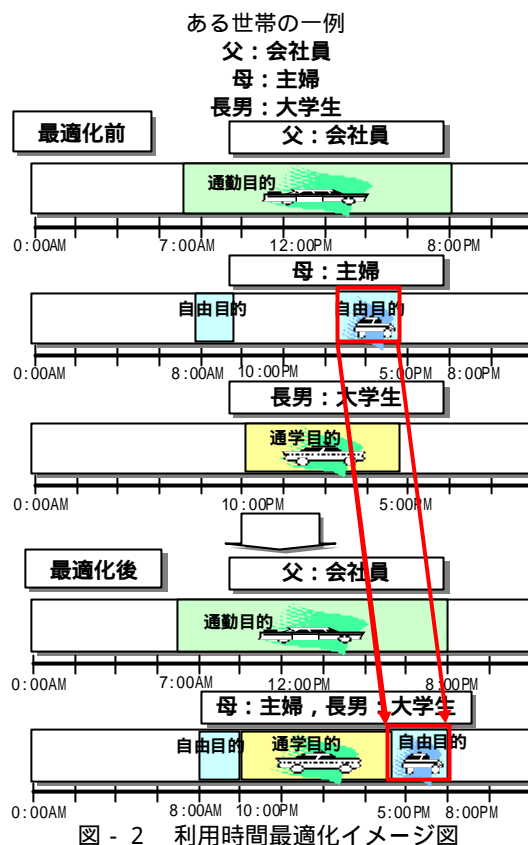 ある世帯の一例
父：会社員
母：主婦
長男：大学生
最適化前
父：会社員
通勤目的
0:00AM 7:00AM 12:00PM 8:00PM
母：主婦
自由目的 自由目的
0:00AM 8:00AM 10:00PM 5:00PM 8:00PM
長男：大学生
通学目的
0:00AM 10:00PM 5:00PM
最適化後
父：会社員
通勤目的
0:00AM 7:00AM 12:00PM 8:00PM
母：主婦，長男：大学生
自由目的 通学目的 自由目的
0:00AM 8:00AM 10:00PM 5:00PM 8:00PM
図 - 2 利用時間最適化イメージ図